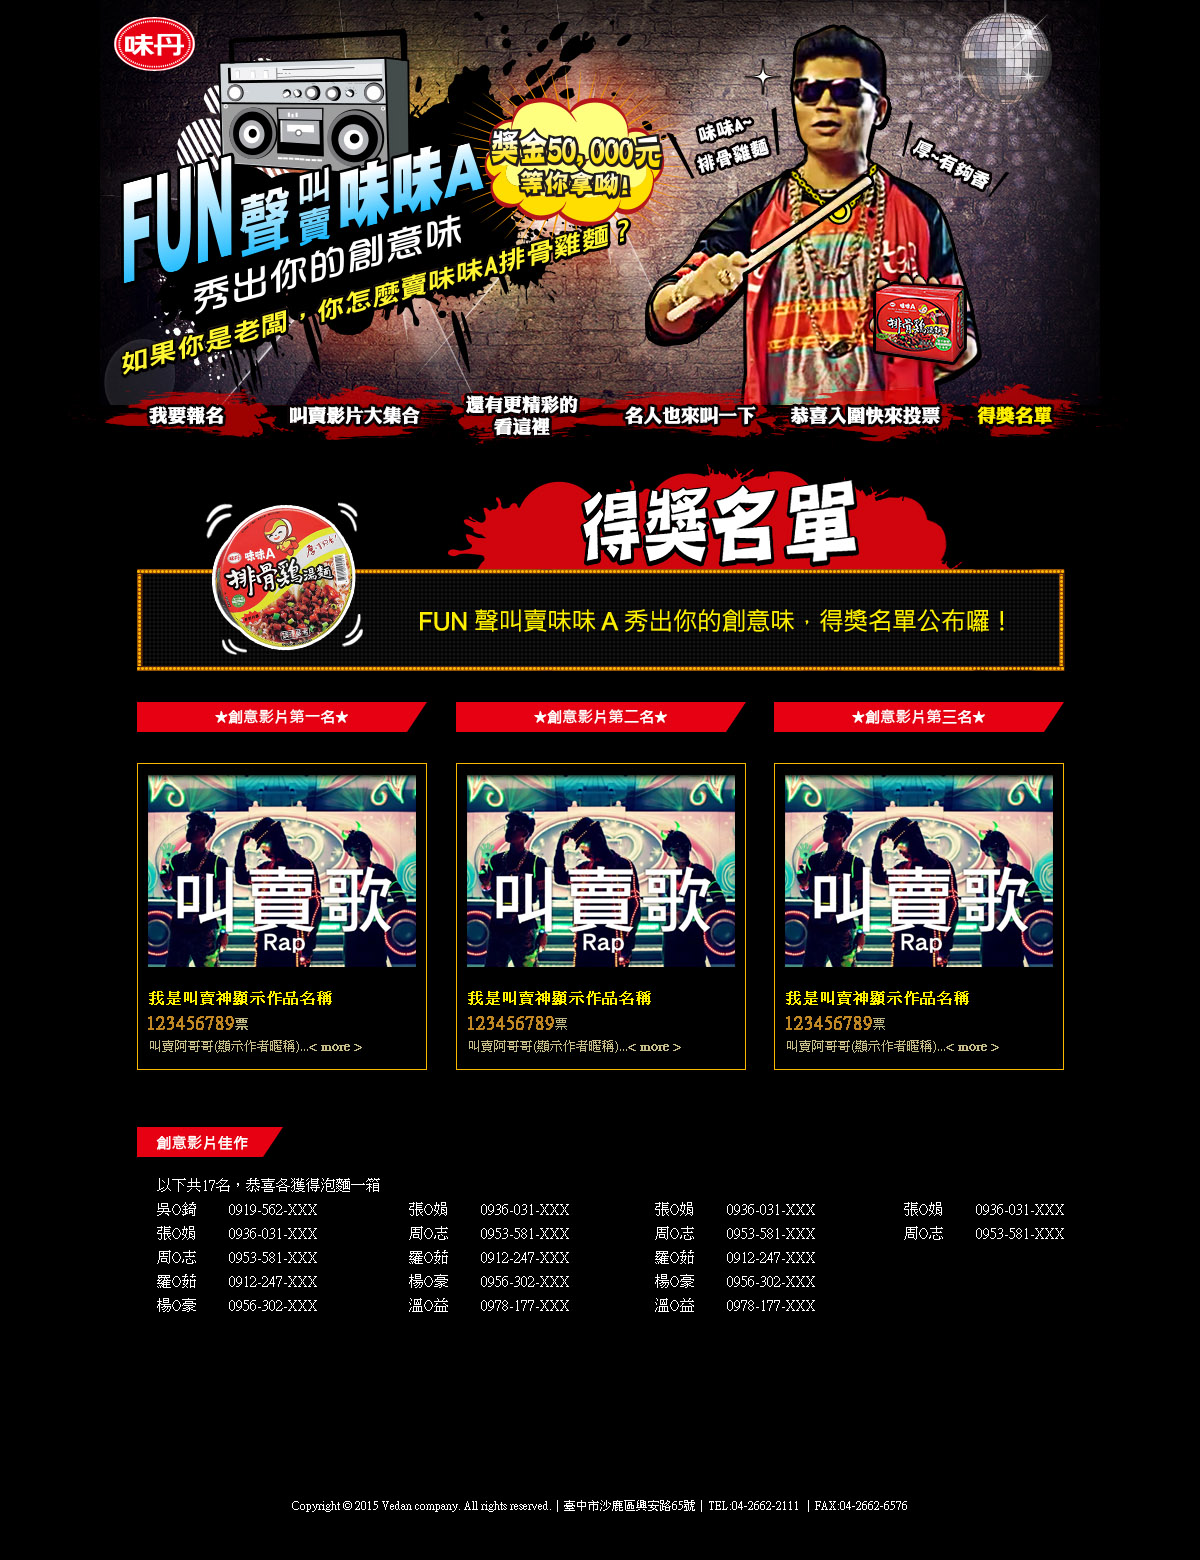 味丹
FUN聲叫賣味味A
秀出你的創意味
如果你是老闆，你怎麼賣味味A排骨雞麵？
獎金50,000元
等你拿呦!
味味A~
排骨雞麵
厚~有夠香
味味A
排骨鷄湯麵
我要報名
叫賣影片大集合
還有更精彩的
看這裡
名人也來叫一下
恭喜入圍快來投票
得獎名單
得獎名單
味丹 味味A
排骨鷄湯麵
FUN 聲叫賣味味 A 秀出你的創意味，得獎名單公布囉！
★創意影片第一名★
★創意影片第二名★
★創意影片第三名★
叫賣歌
Rap
叫賣歌
Rap
叫賣歌
Rap
我是叫賣神顯示作品名稱
123456789票
叫賣阿哥哥(顯示作者暱稱)...< more >
我是叫賣神顯示作品名稱
123456789票
叫賣阿哥哥(顯示作者暱稱)...< more >
我是叫賣神顯示作品名稱
123456789票
叫賣阿哥哥(顯示作者暱稱)...< more >
創意影片佳作
以下共17名，恭喜各獲得泡麵一箱
吳O錡 0919-562-XXX 張O娟 0936-031-XXX 張O娟 0936-031-XXX 張O娟 0936-031-XXX
張O娟 0936-031-XXX 周O志 0953-581-XXX 周O志 0953-581-XXX 周O志 0953-581-XXX
周O志 0953-581-XXX 羅O茹 0912-247-XXX 羅O茹 0912-247-XXX
羅O茹 0912-247-XXX 楊O豪 0956-302-XXX 楊O豪 0956-302-XXX
楊O豪 0956-302-XXX 溫O益 0978-177-XXX 溫O益 0978-177-XXX
Copyright © 2015 Vedan company. All rights reserved.｜臺中市沙鹿區興安路65號｜TEL:04-2662-2111 ｜FAX:04-2662-6576